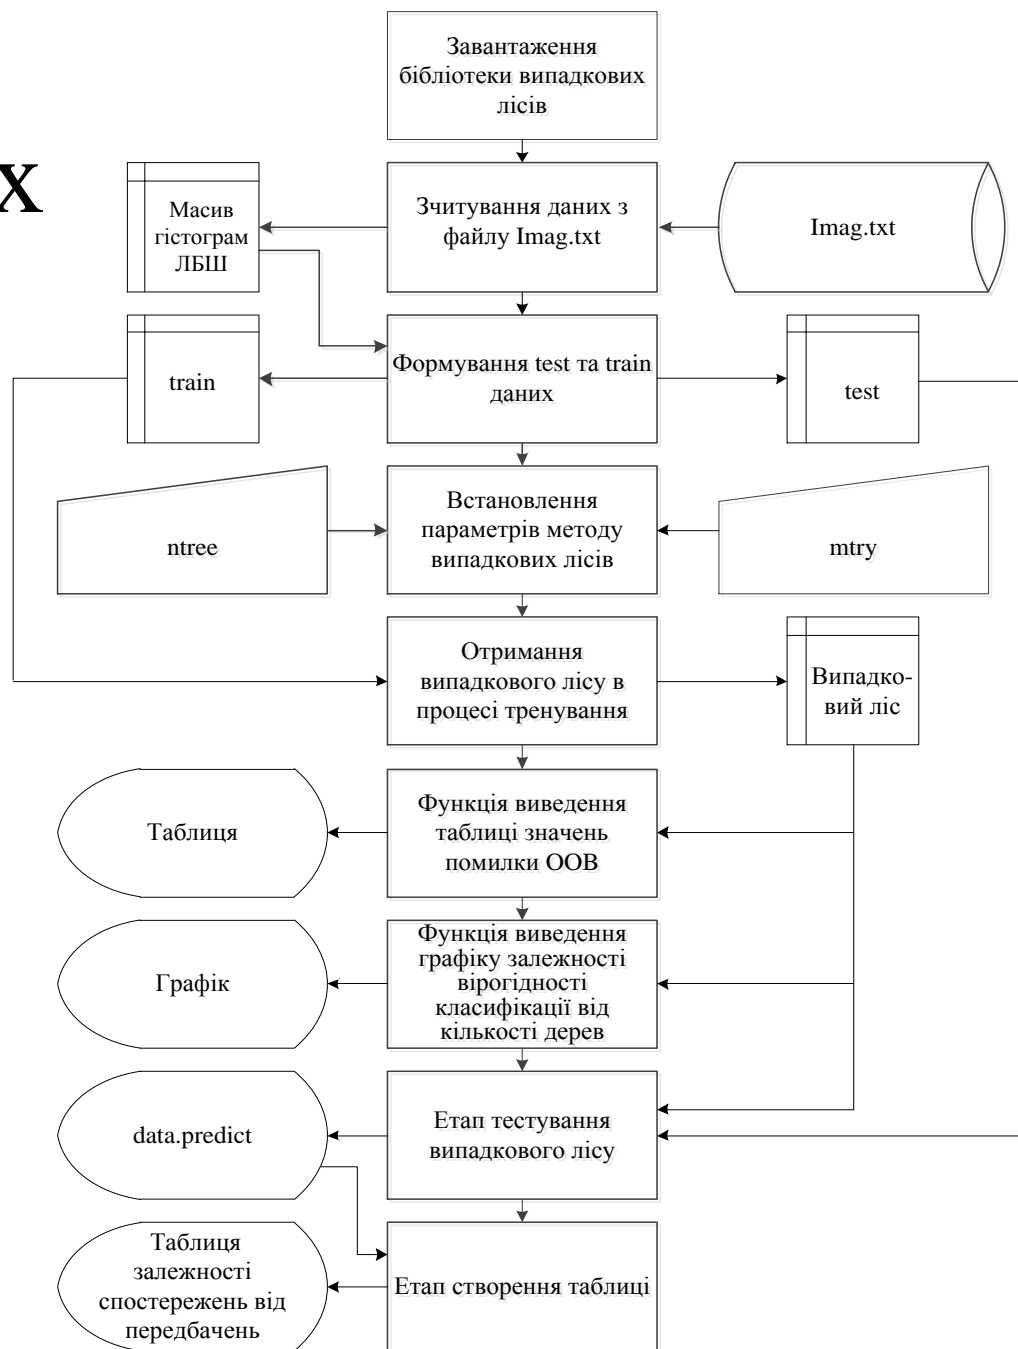 Завантаження
бібліотеки випадкових
лісів
х
Масив
гістограм
ЛБШ
Зчитування даних з
файлу Imag.txt
Imag.txt
train
Формування test та train
даних
test
ntree
Встановлення
параметрів методу
випадкових лісів
mtry
Отримання
випадкового лісу в
процесі тренування
Випадко-
вий ліс
Таблиця
Функція виведення
таблиці значень
помилки OOB
Графік
Функція виведення
графіку залежності
вірогідності
класифікації від
кількості дерев
data.predict
Етап тестування
випадкового лісу
Таблиця
залежності
спостережень від
передбачень
Етап створення таблиці